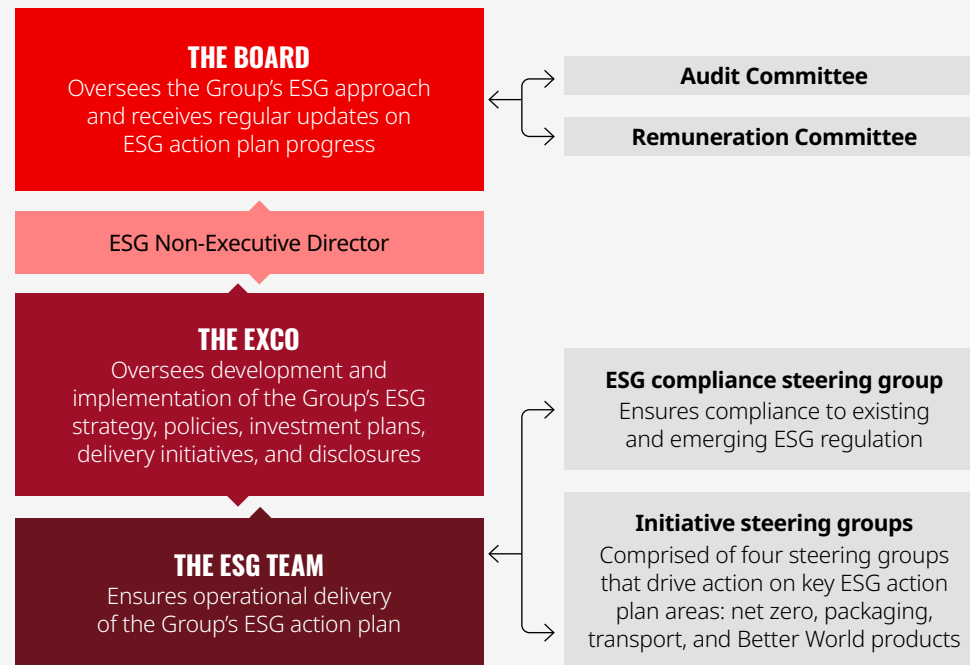 THE BOARD
Oversees the Group’s ESG approach
and receives regular updates on
ESG action plan progress
Audit Committee
Remuneration Committee
ESG Non-Executive Director
THE EXCO
Oversees development and
implementation of the Group’s ESG
strategy, policies, investment plans,
delivery initiatives, and disclosures
ESG compliance steering group
Ensures compliance to existing
and emerging ESG regulation
THE ESG TEAM
Ensures operational delivery
of the Group’s ESG action plan
Initiative steering groups
Comprised of four steering groups
that drive action on key ESG action
plan areas: net zero, packaging,
transport, and Better World products